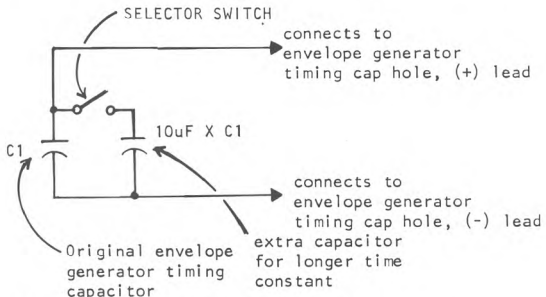 SELECTOR SWITCH
connects to
envelope generator
timing cap hole, (+) lead
C1
10uF X C1
connects to
envelope generator
timing cap hole, (-) lead
Original envelope
generator timing
capacitor
extra capacitor
for longer time
constant